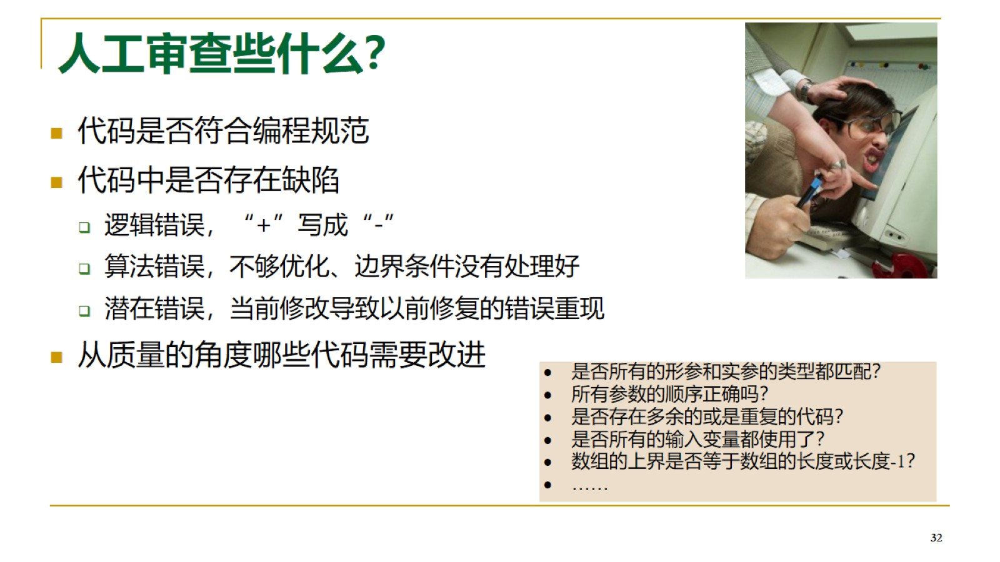 人工审查些什么?
代码是否符合编程规范
代码中是否存在缺陷
逻辑错误，“+”写成“-”
算法错误，不够优化、边界条件没有处理好
潜在错误，当前修改导致以前修复的错误重现
从质量的角度哪些代码需要改进
是否所有的形参和实参的类型都匹配?
所有参数的顺序正确吗?
是否存在多余的或是重复的代码?
是否所有的输入变量都使用了?
数组的上界是否等于数组的长度或长度-1?
……
32